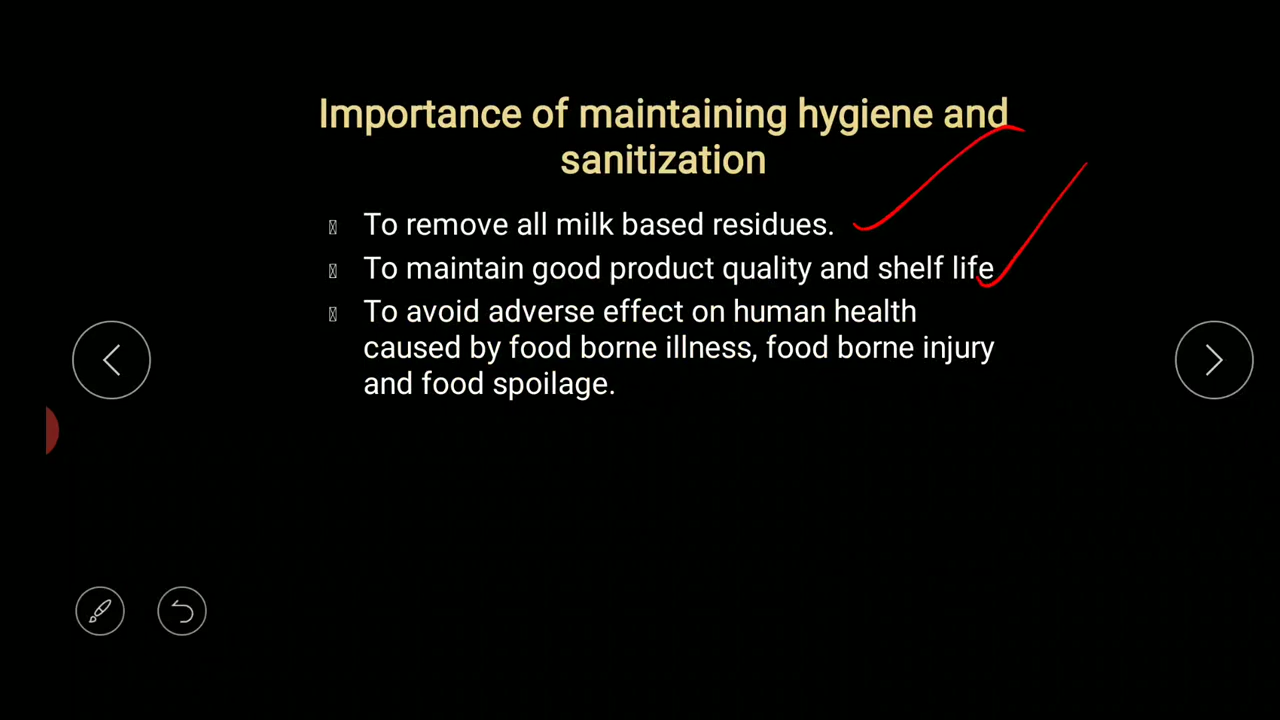 Importance of maintaining hygiene and
sanitization
To remove all milk based residues.
To maintain good product quality and shelf life
To avoid adverse effect on human health
caused by food borne illness, food borne injury
and food spoilage.